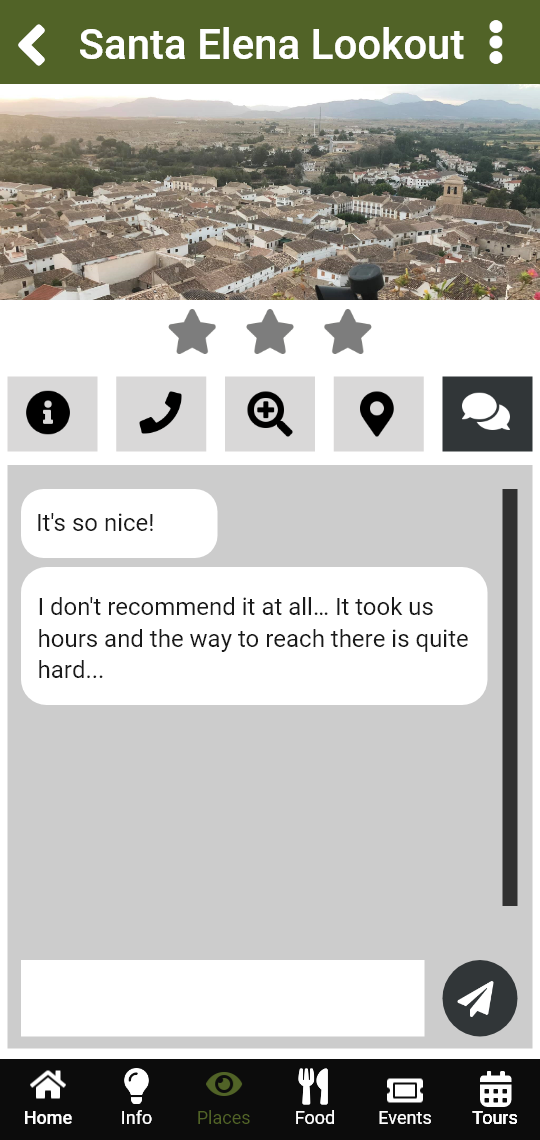 Santa Elena Lookout
It's so nice!
I don't recommend it at all... It took us
hours and the way to reach there is quite
hard...
Home
Info
Places
Food
Events
Tours